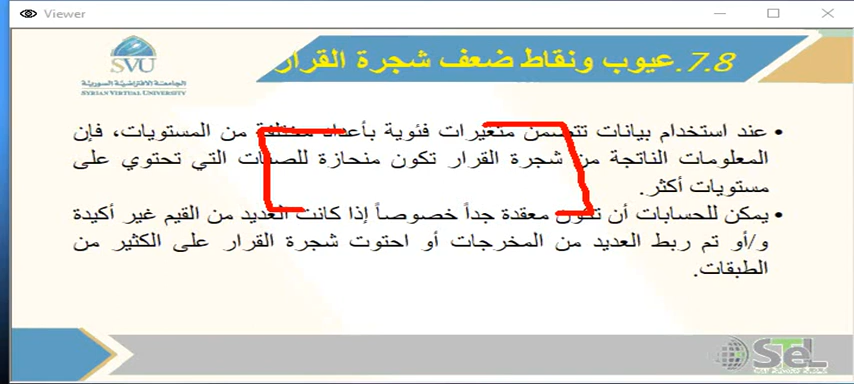 Viewer
SVU
الجامعة الافتراضية السورية
SYRIAN VIRTUAL UNIVERSITY
7.8.عيوب ونقاط ضعف شجرة القرار
• عند استخدام بيانات تتضمن متغيرات فئوية بأعداد مختلفة من المستويات، فإن
المعلومات الناتجة من شجرة القرار تكون منحازة للصفات التي تحتوي على
مستويات أكثر.
• يمكن للحسابات أن تكون معقدة جداً خصوصاً إذا كانت العديد من القيم غير أكيدة
و/أو تم ربط العديد من المخرجات أو احتوت شجرة القرار على الكثير من
الطبقات.
STeL